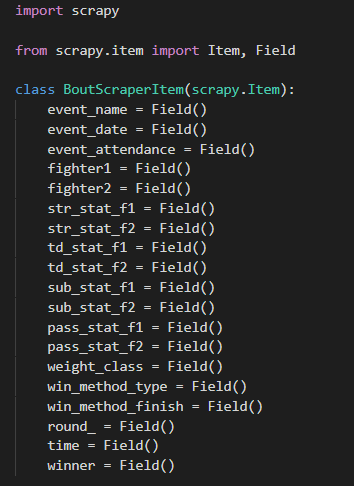 import scrapy
from scrapy.item import Item, Field
class BoutScraperItem(scrapy.Item):
event_name = Field()
event_date = Field()
event_attendance = Field()
fighter1 = Field()
fighter2 = Field()
str_stat_f1 = Field()
str_stat_f2 = Field()
td_stat_f1 = Field()
td_stat_f2 = Field()
sub_stat_f1 = Field()
sub_stat_f2 = Field()
pass_stat_f1 = Field()
pass_stat_f2 = Field()
weight_class = Field()
win_method_type = Field()
win_method_finish = Field()
round_ = Field()
time = Field()
winner = Field()